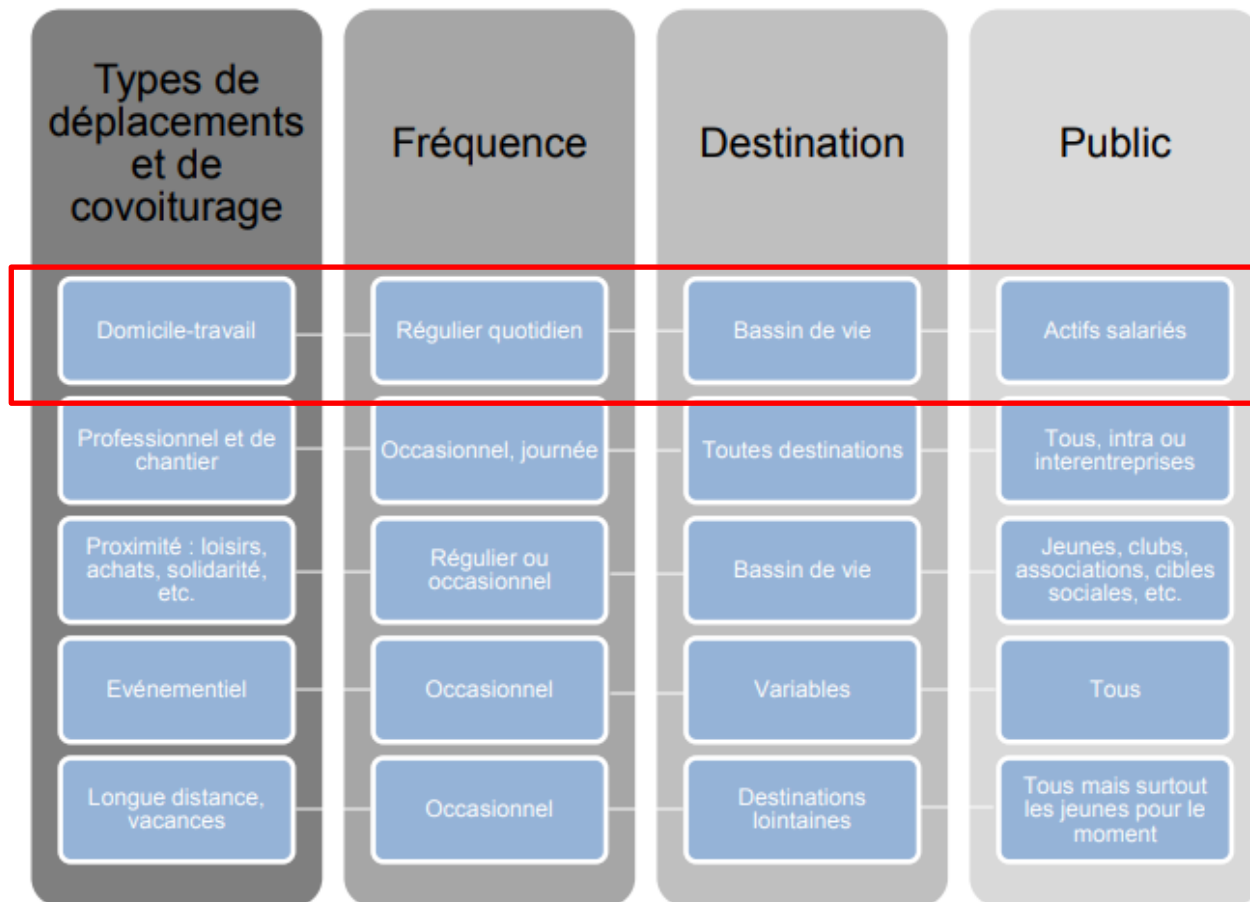 Types de
déplacements
et de
covoiturage
Fréquence
Destination
Public
Domicile-travail
Régulier quotidien
Bassin de vie
Actifs salariés
Professionnel et de
chantier
Occasionnel, journée
Toutes destinations
Tous, intra ou
interentreprises
Proximité : loisirs,
achats, solidarité,
etc.
Régulier ou
occasionnel
Bassin de vie
Jeunes, clubs,
associations, cibles
sociales, etc.
Evénementiel
Occasionnel
Variables
Tous
Longue distance,
vacances
Occasionnel
Destinations
lointaines
Tous mais surtout
les jeunes pour le
moment